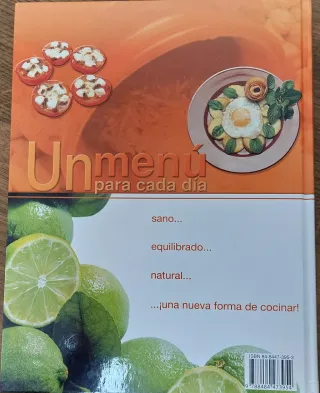 Un menú
para cada día
sano...
equilibrado...
natural...
...¡una nueva forma de cocinar!